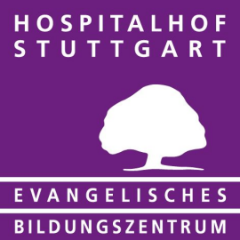 HOSPITALHOF
STUTTGART
EVANGELISCHES
BILDUNGSZENTRUM